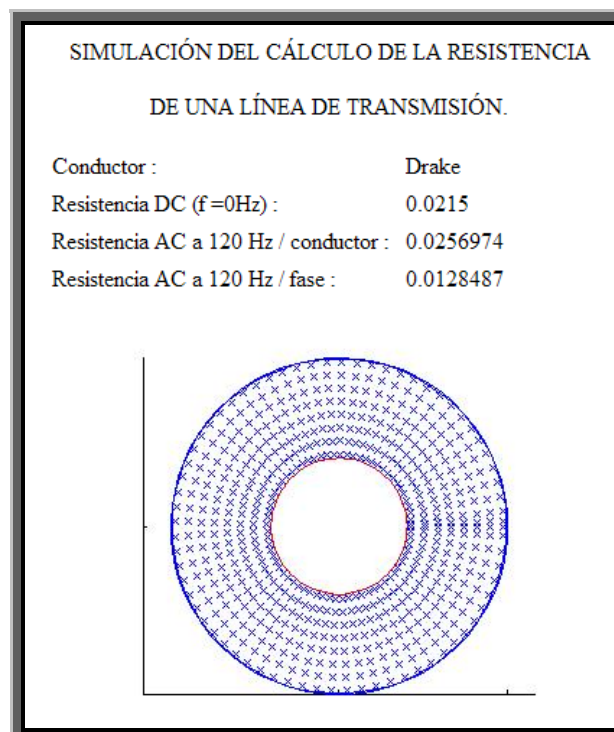 SIMULACIÓN DEL CÁLCULO DE LA RESISTENCIA
DE UNA LÍNEA DE TRANSMISIÓN.
Conductor : Drake
Resistencia DC (f =0Hz) : 0.0215
Resistencia AC a 120 Hz / conductor : 0.0256974
Resistencia AC a 120 Hz / fase : 0.0128487